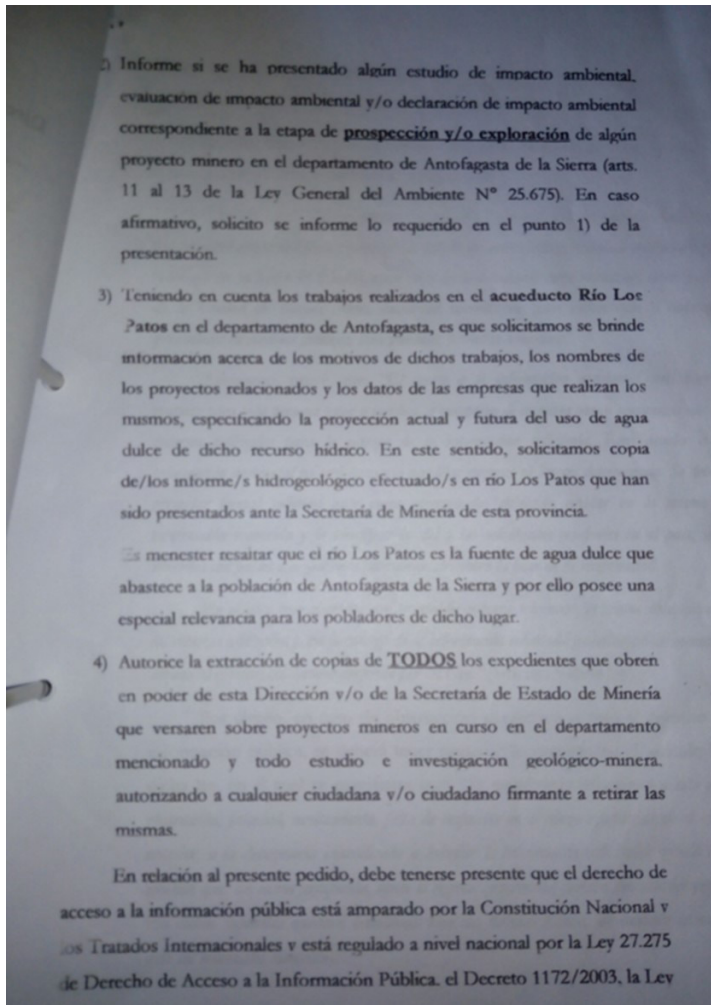 Informe si se ha presentado algún estudio de impacto ambiental,
evaluación de impacto ambiental y/o declaración de impacto ambiental
correspondiente a la etapa de prospección y/o exploración de algún
proyecto minero en el departamento de Antofagasta de la Sierra (arts.
11 al 13 de la Ley General del Ambiente Nº 25.675). En caso
afirmativo, solicito se informe lo requerido en el punto 1) de la
presentación.
3) Teniendo en cuenta los trabajos realizados en el acueducto Río Los
Patos en el departamento de Antofagasta, es que solicitamos se brinde
información acerca de los motivos de dichos trabajos, los nombres de
los proyectos relacionados y los datos de las empresas que realizan los
mismos, especificando la proyección actual y futura del uso de agua
dulce de dicho recurso hídrico. En este sentido, solicitamos copia
de/los informe/s hidrogeológico efectuado/s en río Los Patos que han
sido presentados ante la Secretaría de Minería de esta provincia.
Es menester resaltar que el río Los Patos es la fuente de agua dulce que
abastece a la población de Antofagasta de la Sierra y por ello posee una
especial relevancia para los pobladores de dicho lugar.
4) Autorice la extracción de copias de TODOS los expedientes que obren
en poder de esta Dirección y/o de la Secretaría de Estado de Minería
que versaren sobre proyectos mineros en curso en el departamento
mencionado y todo estudio e investigación geológico-minera,
autorizando a cualquier ciudadana y/o ciudadano firmante a retirar las
mismas.
En relación al presente pedido, debe tenerse presente que el derecho de
acceso a la información pública está amparado por la Constitución Nacional y
los Tratados Internacionales y está regulado a nivel nacional por la Ley 27.275
de Derecho de Acceso a la Información Pública, el Decreto 1172/2003, la Ley